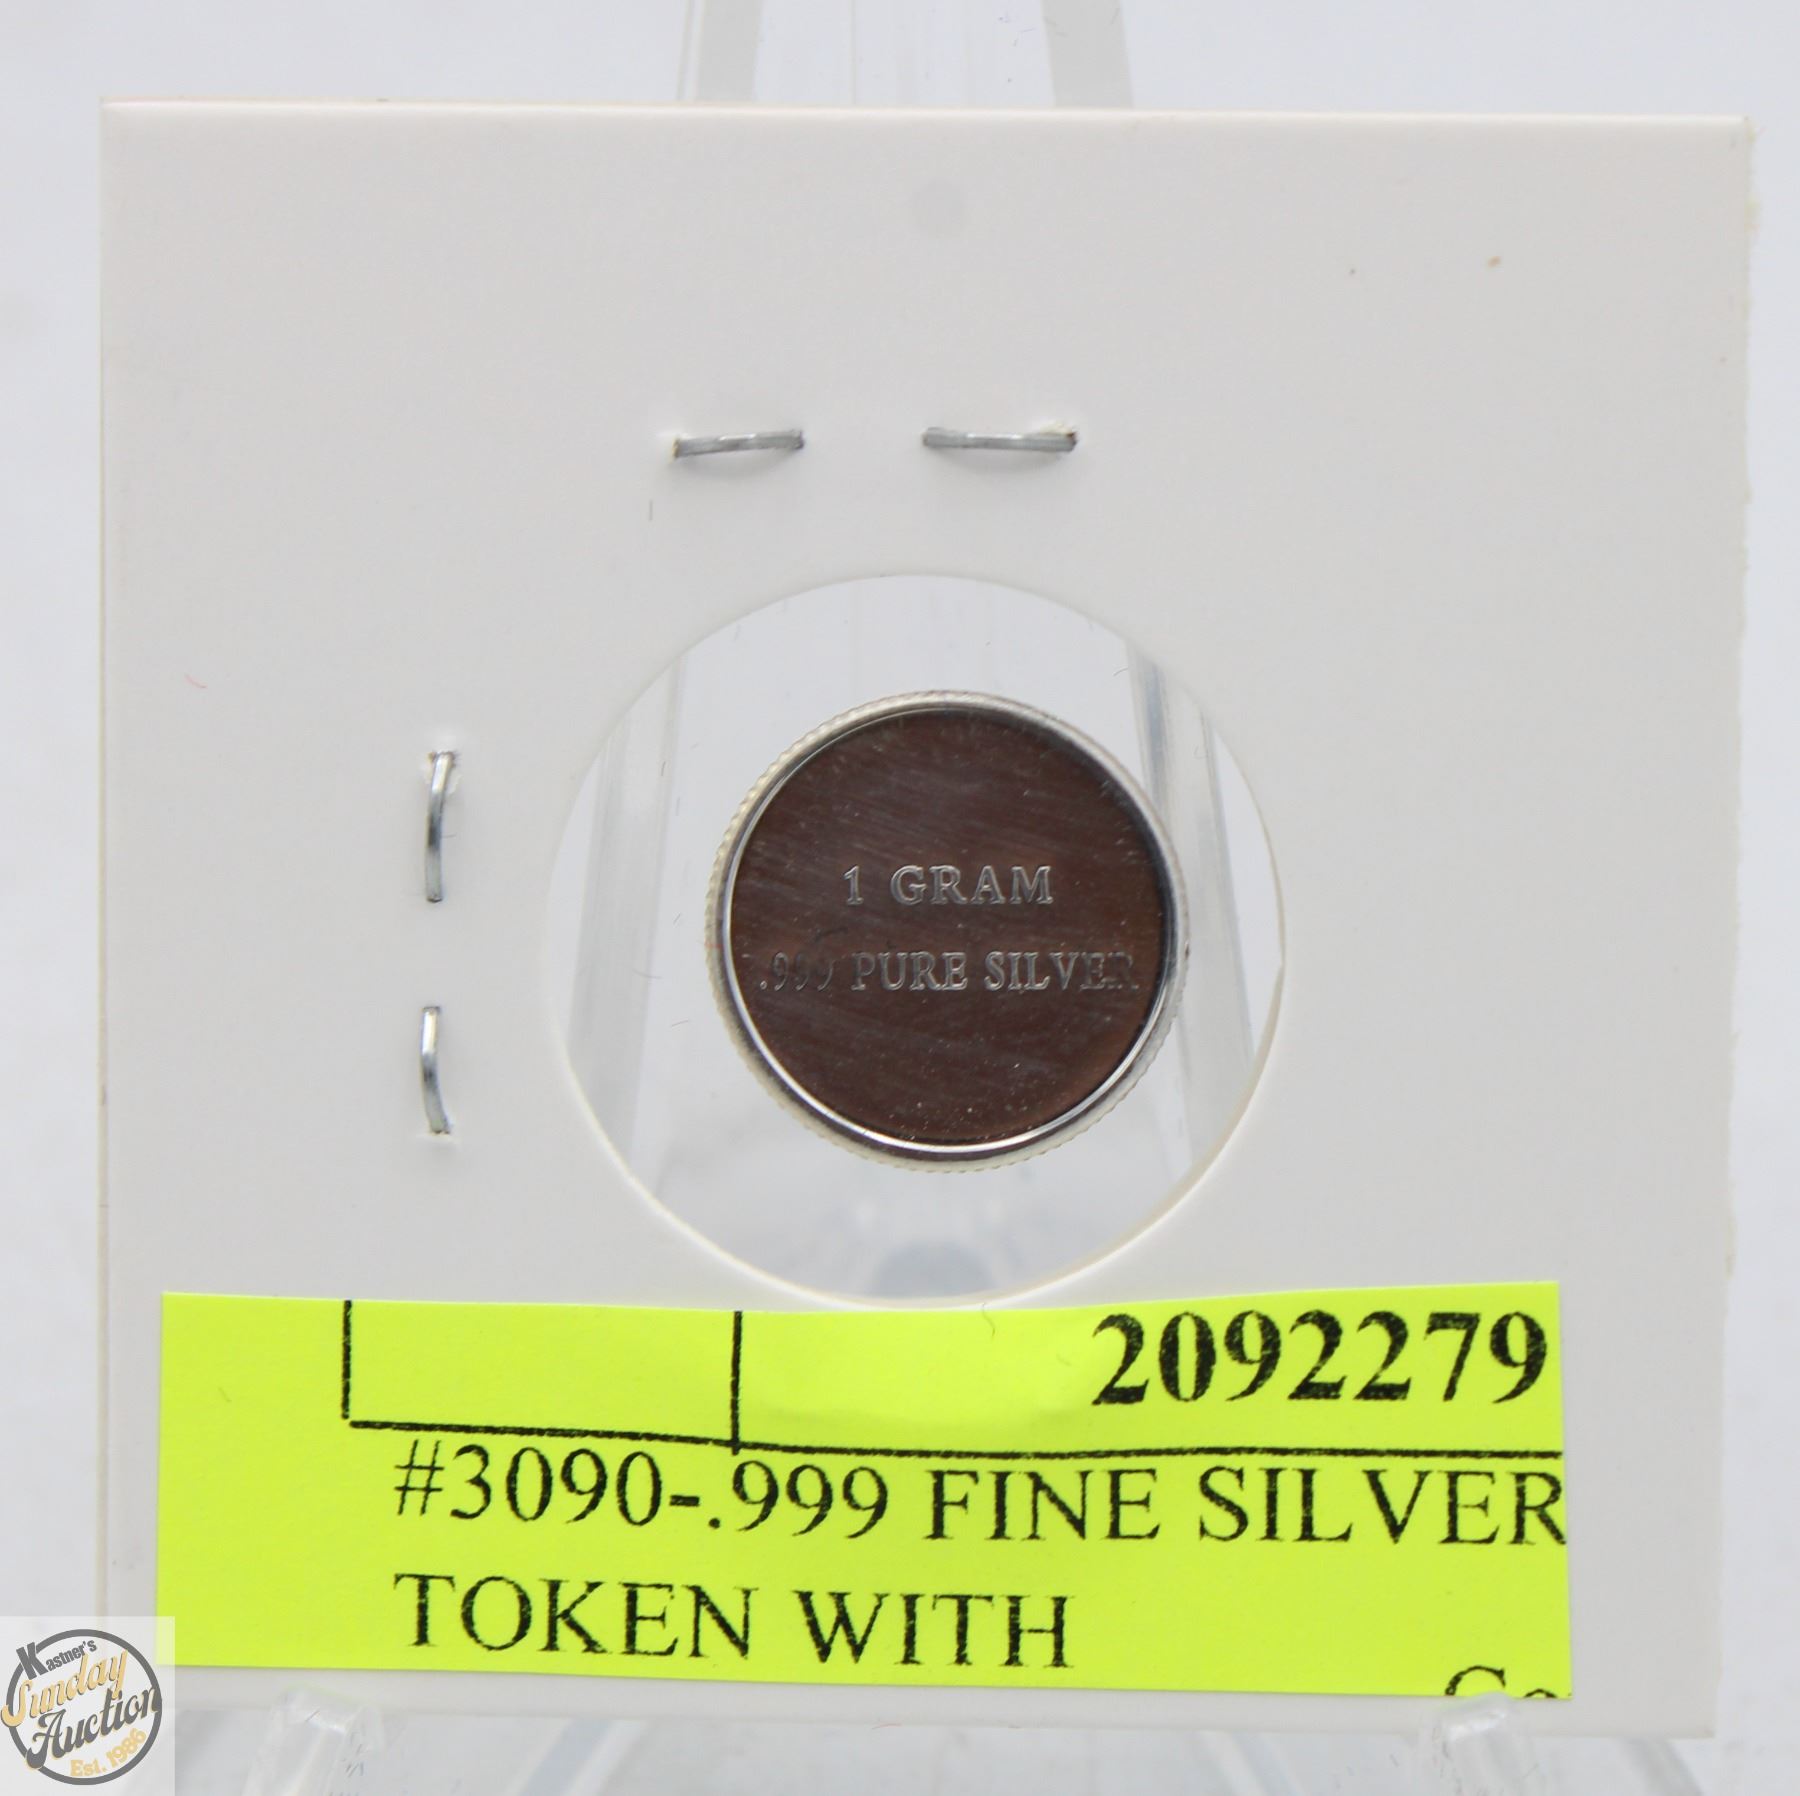 1 GRAM
.999 PURE SILVER
2092279
#3090-.999 FINE SILVER
TOKEN WITH
Kastner's
Sunday
Auction
Est. 1986